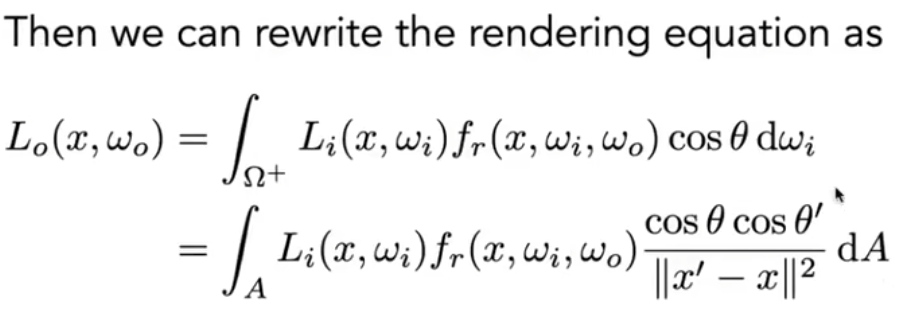 Then we can rewrite the rendering equation as
L_o(x, ω_o) = ∫_{Ω+} L_i(x, ω_i) f_r(x, ω_i, ω_o) cos θ dω_i
= ∫_A L_i(x, ω_i) f_r(x, ω_i, ω_o) \frac{cos θ cos θ'}{‖x' − x‖^2} dA